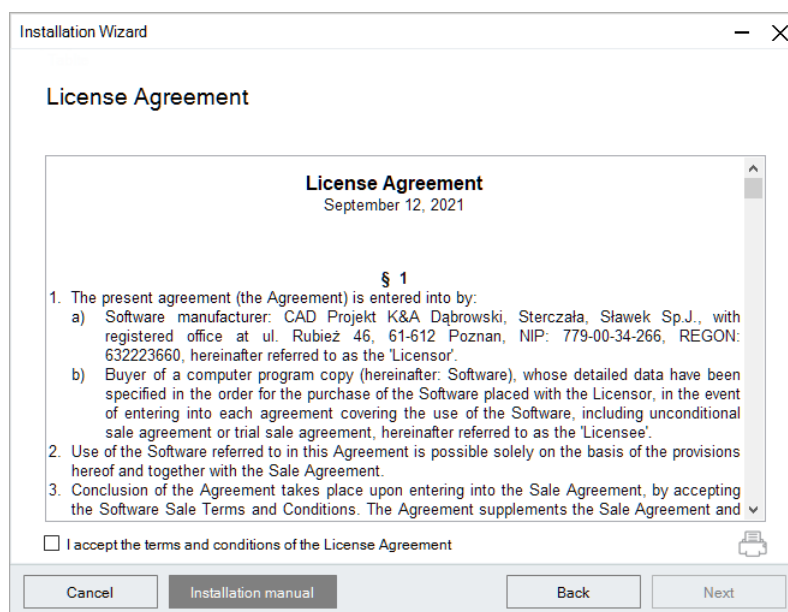 Installation Wizard
License Agreement
License Agreement
September 12, 2021
§ 1
1. The present agreement (the Agreement) is entered into by:
a) Software manufacturer: CAD Projekt K&A Dąbrowski, Sterczała, Sławek Sp.J., with
registered office at ul. Rubież 46, 61-612 Poznan, NIP: 779-00-34-266, REGON:
632223660, hereinafter referred to as the 'Licensor'.
b) Buyer of a computer program copy (hereinafter: Software), whose detailed data have been
specified in the order for the purchase of the Software placed with the Licensor, in the event
of entering into each agreement covering the use of the Software, including unconditional
sale agreement or trial sale agreement, hereinafter referred to as the 'Licensee'.
2. Use of the Software referred to in this Agreement is possible solely on the basis of the provisions
hereof and together with the Sale Agreement.
3. Conclusion of the Agreement takes place upon entering into the Sale Agreement, by accepting
the Software Sale Terms and Conditions. The Agreement supplements the Sale Agreement and
I accept the terms and conditions of the License Agreement
Cancel
Installation manual
Back
Next